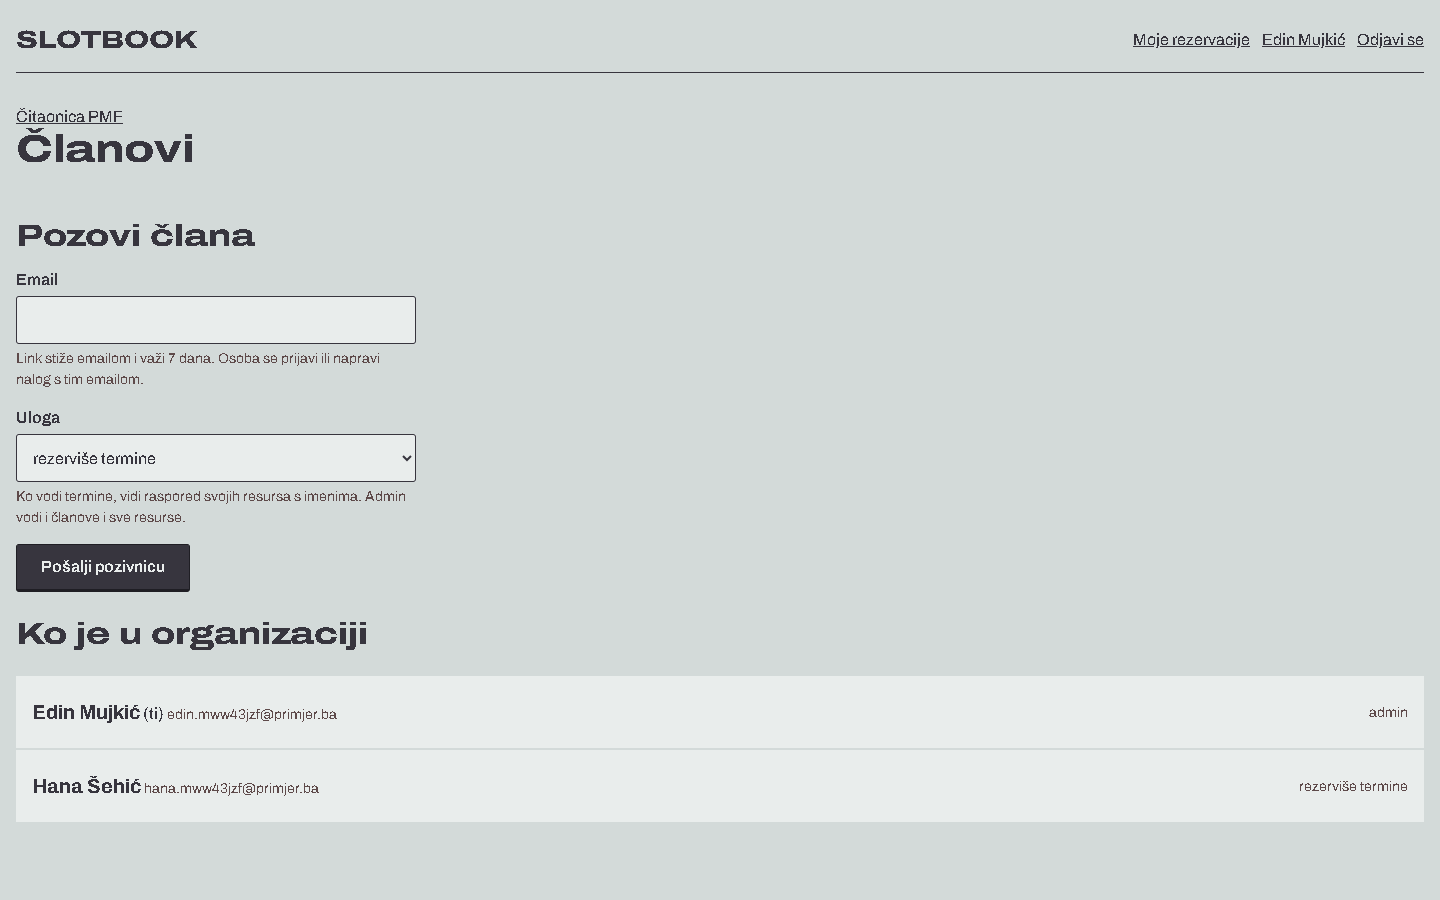 SLOTBOOK
Moje rezervacije Edin Mujkić Odjavi se
Čitaonica PMF
Članovi
Pozovi člana
Email
Link stiže emailom i važi 7 dana. Osoba se prijavi ili napravi
nalog s tim emailom.
Uloga
rezerviše termine
Ko vodi termine, vidi raspored svojih resursa s imenima. Admin
vodi i članove i sve resurse.
Pošalji pozivnicu
Ko je u organizaciji
Edin Mujkić (ti) edin.mww43jzf@primjer.ba admin
Hana Šehić hana.mww43jzf@primjer.ba rezerviše termine